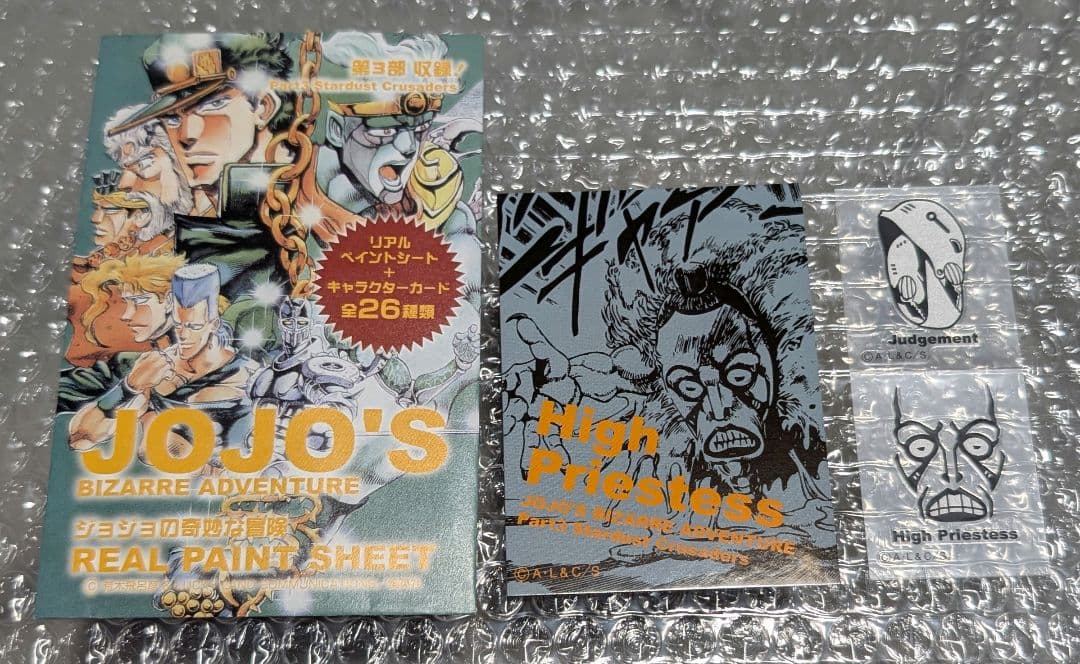 第3部 収録!
Part3 Stardust Crusaders
リアル
ペイントシート
+
キャラクターカード
全26種類
JOJO'S
BIZARRE ADVENTURE
ジョジョの奇妙な冒険
REAL PAINT SHEET
ギャァ
High
Priestess
JOJO'S BIZARRE ADVENTURE
Part3 Stardust Crusaders
©A・L&C/S
Judgement
©A・L&C/S
High Priestess
©A・L&C/S